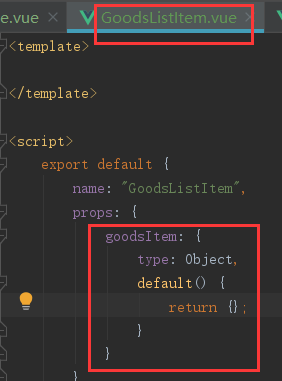 e.vue × GoodsListItem.vue ×
<template>
</template>
<script>
export default {
name: "GoodsListItem",
props: {
goodsItem: {
type: Object,
default() {
return {};
}
}
}